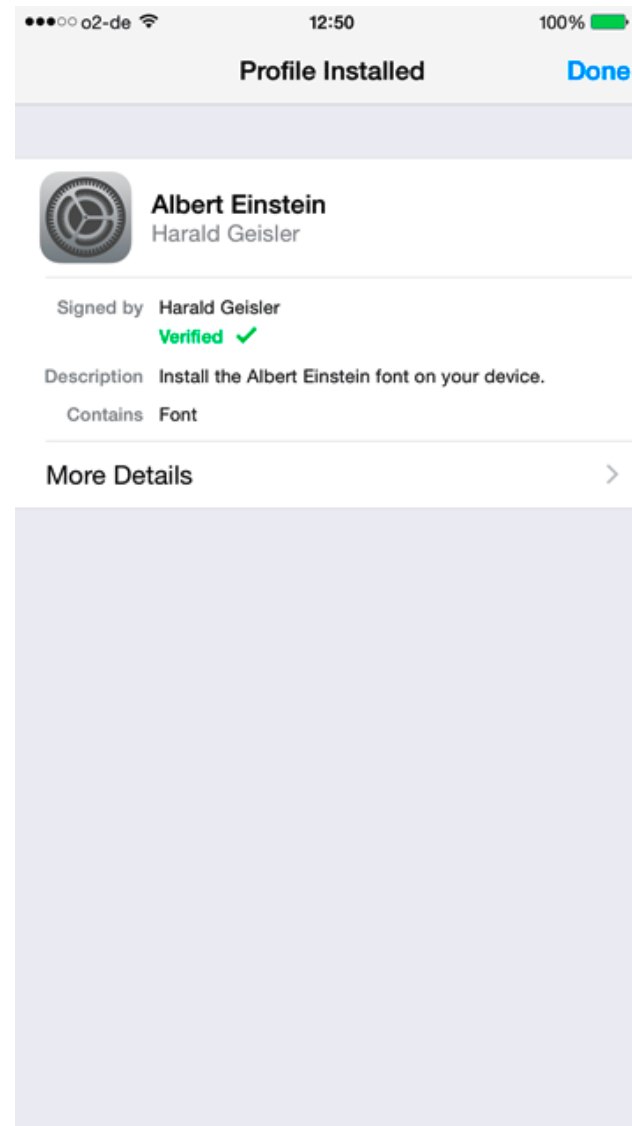 o2-de 12:50 100%
Profile Installed Done
Albert Einstein
Harald Geisler
Signed by Harald Geisler
Verified ✓
Description Install the Albert Einstein font on your device.
Contains Font
More Details